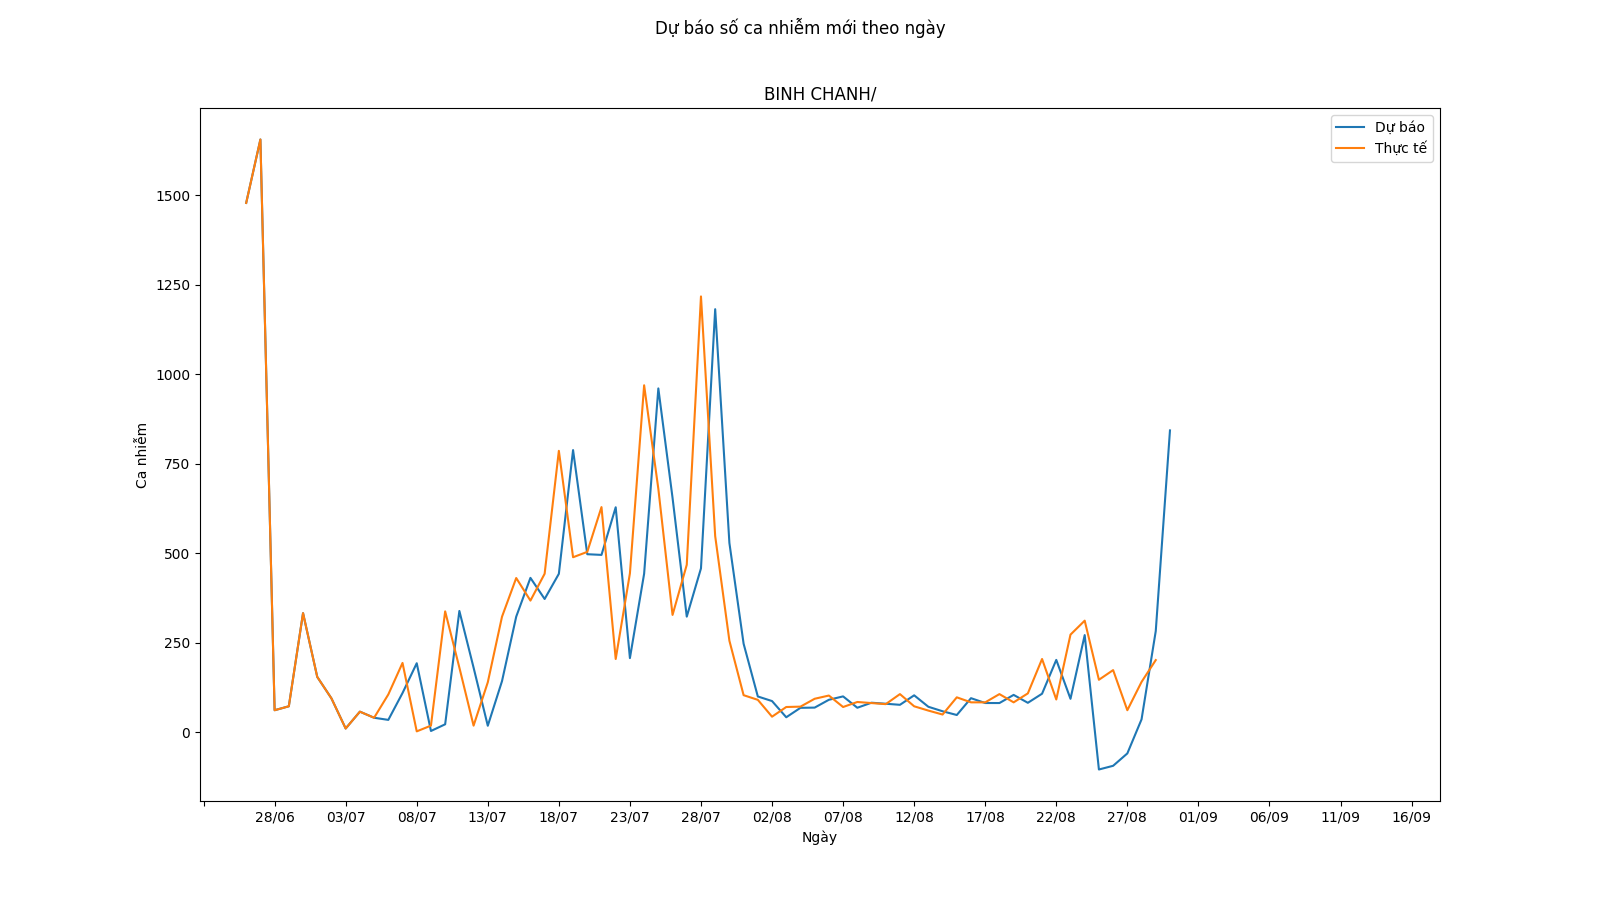 Dự báo số ca nhiễm mới theo ngày
BINH CHANH/
Dự báo
Thực tế
1500
1250
1000
750
500
250
0
Ca nhiễm
28/06 03/07 08/07 13/07 18/07 23/07 28/07 02/08 07/08 12/08 17/08 22/08 27/08 01/09 06/09 11/09 16/09
Ngày